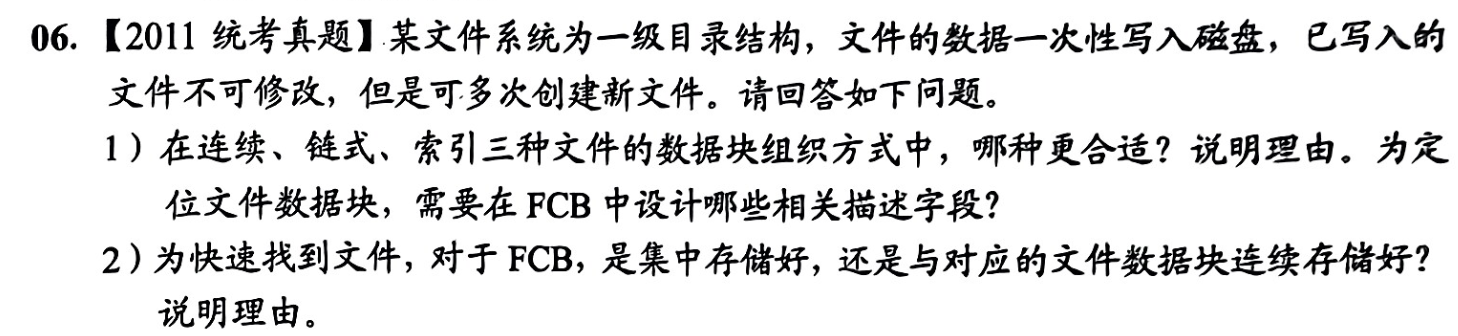 06.【2011 统考真题】某文件系统为一级目录结构，文件的数据一次性写入磁盘，已写入的
文件不可修改，但是可多次创建新文件。请回答如下问题。
1）在连续、链式、索引三种文件的数据块组织方式中，哪种更合适？说明理由。为定
位文件数据块，需要在 FCB 中设计哪些相关描述字段？
2）为快速找到文件，对于 FCB，是集中存储好，还是与对应的文件数据块连续存储好？
说明理由。